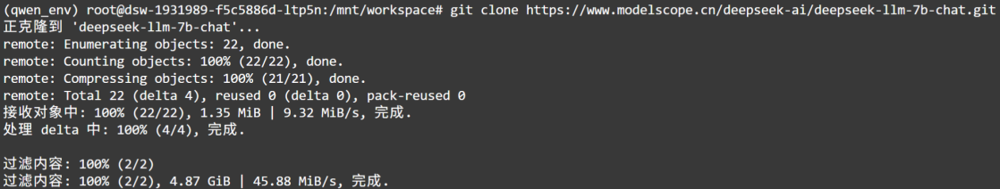 (qwen_env) root@dsw-1931989-f5c5886d-ltp5n:/mnt/workspace# git clone https://www.modelscope.cn/deepseek-ai/deepseek-llm-7b-chat.git
正克隆到 'deepseek-llm-7b-chat'...
remote: Enumerating objects: 22, done.
remote: Counting objects: 100% (22/22), done.
remote: Compressing objects: 100% (21/21), done.
remote: Total 22 (delta 4), reused 0 (delta 0), pack-reused 0
接收对象中: 100% (22/22), 1.35 MiB | 9.32 MiB/s, 完成.
处理 delta 中: 100% (4/4), 完成.
过滤内容: 100% (2/2)
过滤内容: 100% (2/2), 4.87 GiB | 45.88 MiB/s, 完成.